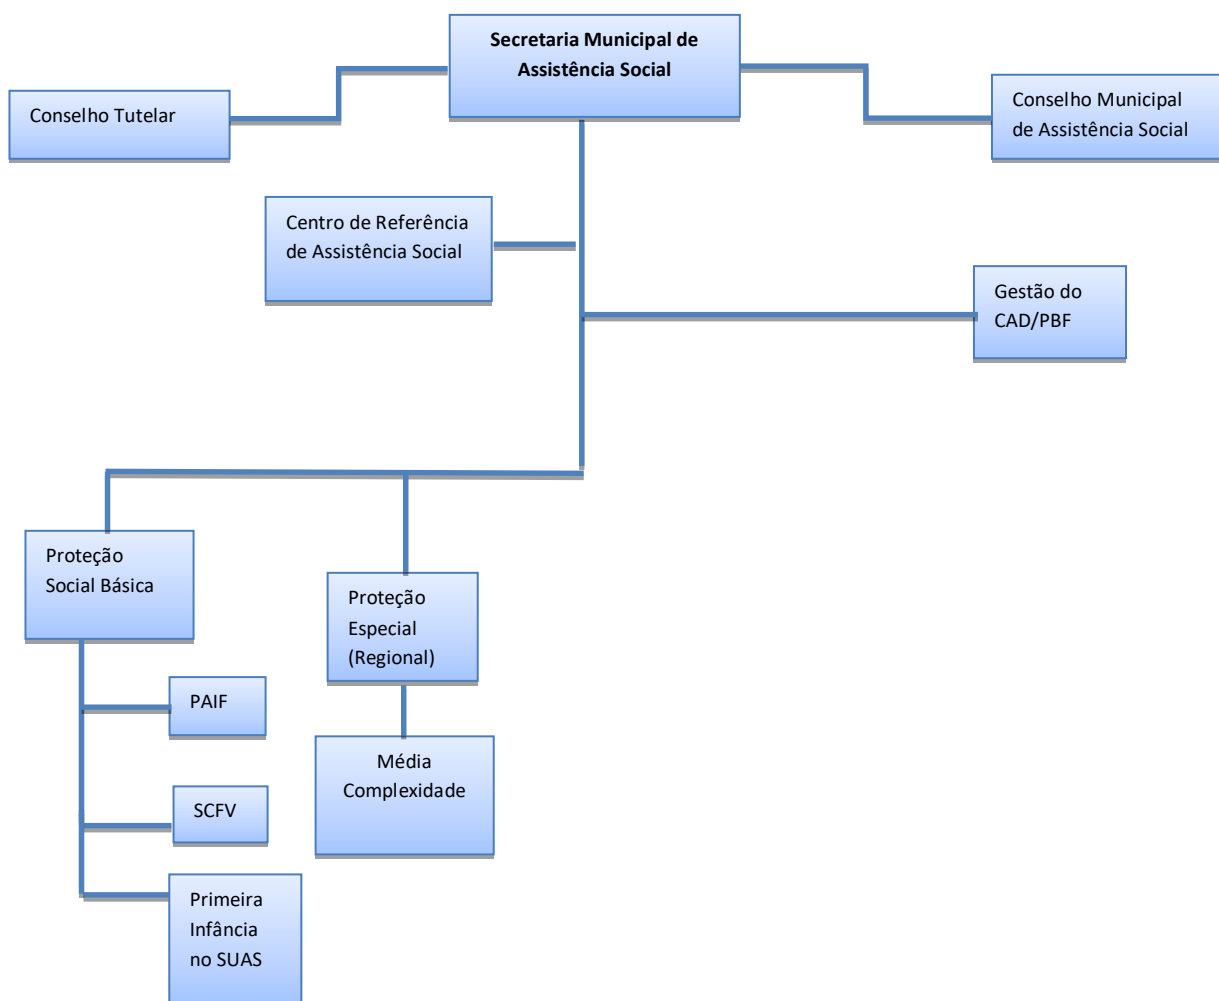 Secretaria Municipal de
Assistência Social
Conselho Tutelar
Conselho Municipal
de Assistência Social
Centro de Referência
de Assistência Social
Gestão do
CAD/PBF
Proteção
Social Básica
Proteção
Especial
(Regional)
PAIF
Média
Complexidade
SCFV
Primeira
Infância
no SUAS